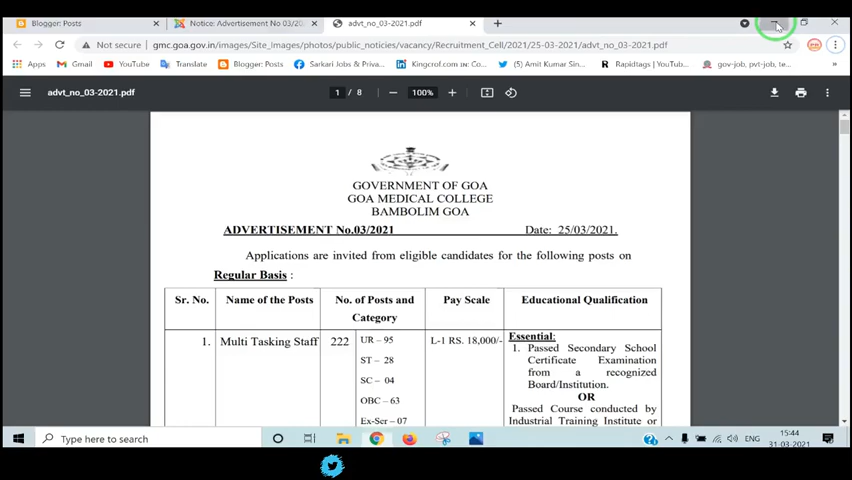 Blogger: Posts
Notice: Advertisement No 03/20
advt_no_03-2021.pdf
Not secure
gmc.goa.gov.in/images/Site_Images/photos/public_noticies/vacancy/Recruitment_Cell/2021/25-03-2021/advt_no_03-2021.pdf
Apps
Gmail
YouTube
Translate
Blogger: Posts
Sarkari Jobs & Priva...
Kingcrof.com को: N...
(5) Amit Kumar Sin...
Rapidtags | YouTub...
gov-job, pvt-job, te...
advt_no_03-2021.pdf
1 / 8
100%
GOVERNMENT OF GOA
GOA MEDICAL COLLEGE
BAMBOLIM GOA
ADVERTISEMENT No.03/2021 Date: 25/03/2021.
Applications are invited from eligible candidates for the following posts on
Regular Basis :
Sr. No.
Name of the Posts
No. of Posts and
Category
Pay Scale
Educational Qualification
1.
Multi Tasking Staff
222
UR – 95
ST – 28
SC – 04
OBC – 63
Ex-Ser – 07
L-1 RS. 18,000/-
Essential:
1. Passed Secondary School
Certificate Examination
from a recognized
Board/Institution.
OR
Passed Course conducted by
Industrial Training Institute or
Type here to search
ENG
15:44
31-03-2021